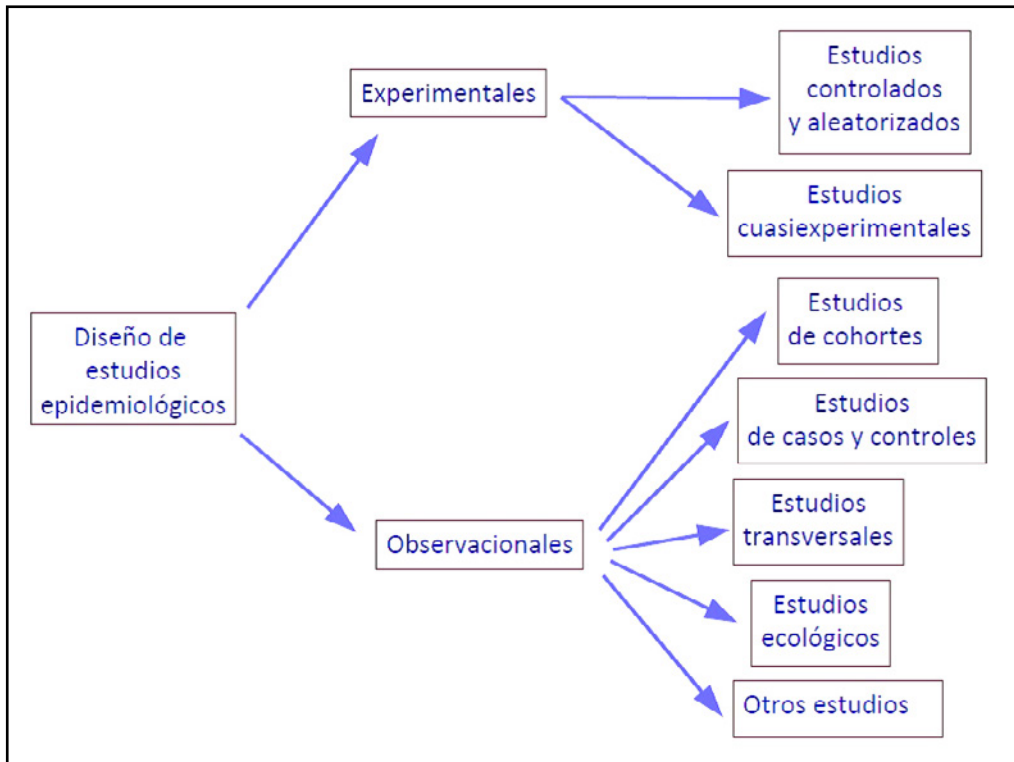 Diseño de
estudios
epidemiológicos
Experimentales
Estudios
controlados
y aleatorizados
Estudios
cuasiexperimentales
Observacionales
Estudios
de cohortes
Estudios
de casos y controles
Estudios
transversales
Estudios
ecológicos
Otros estudios